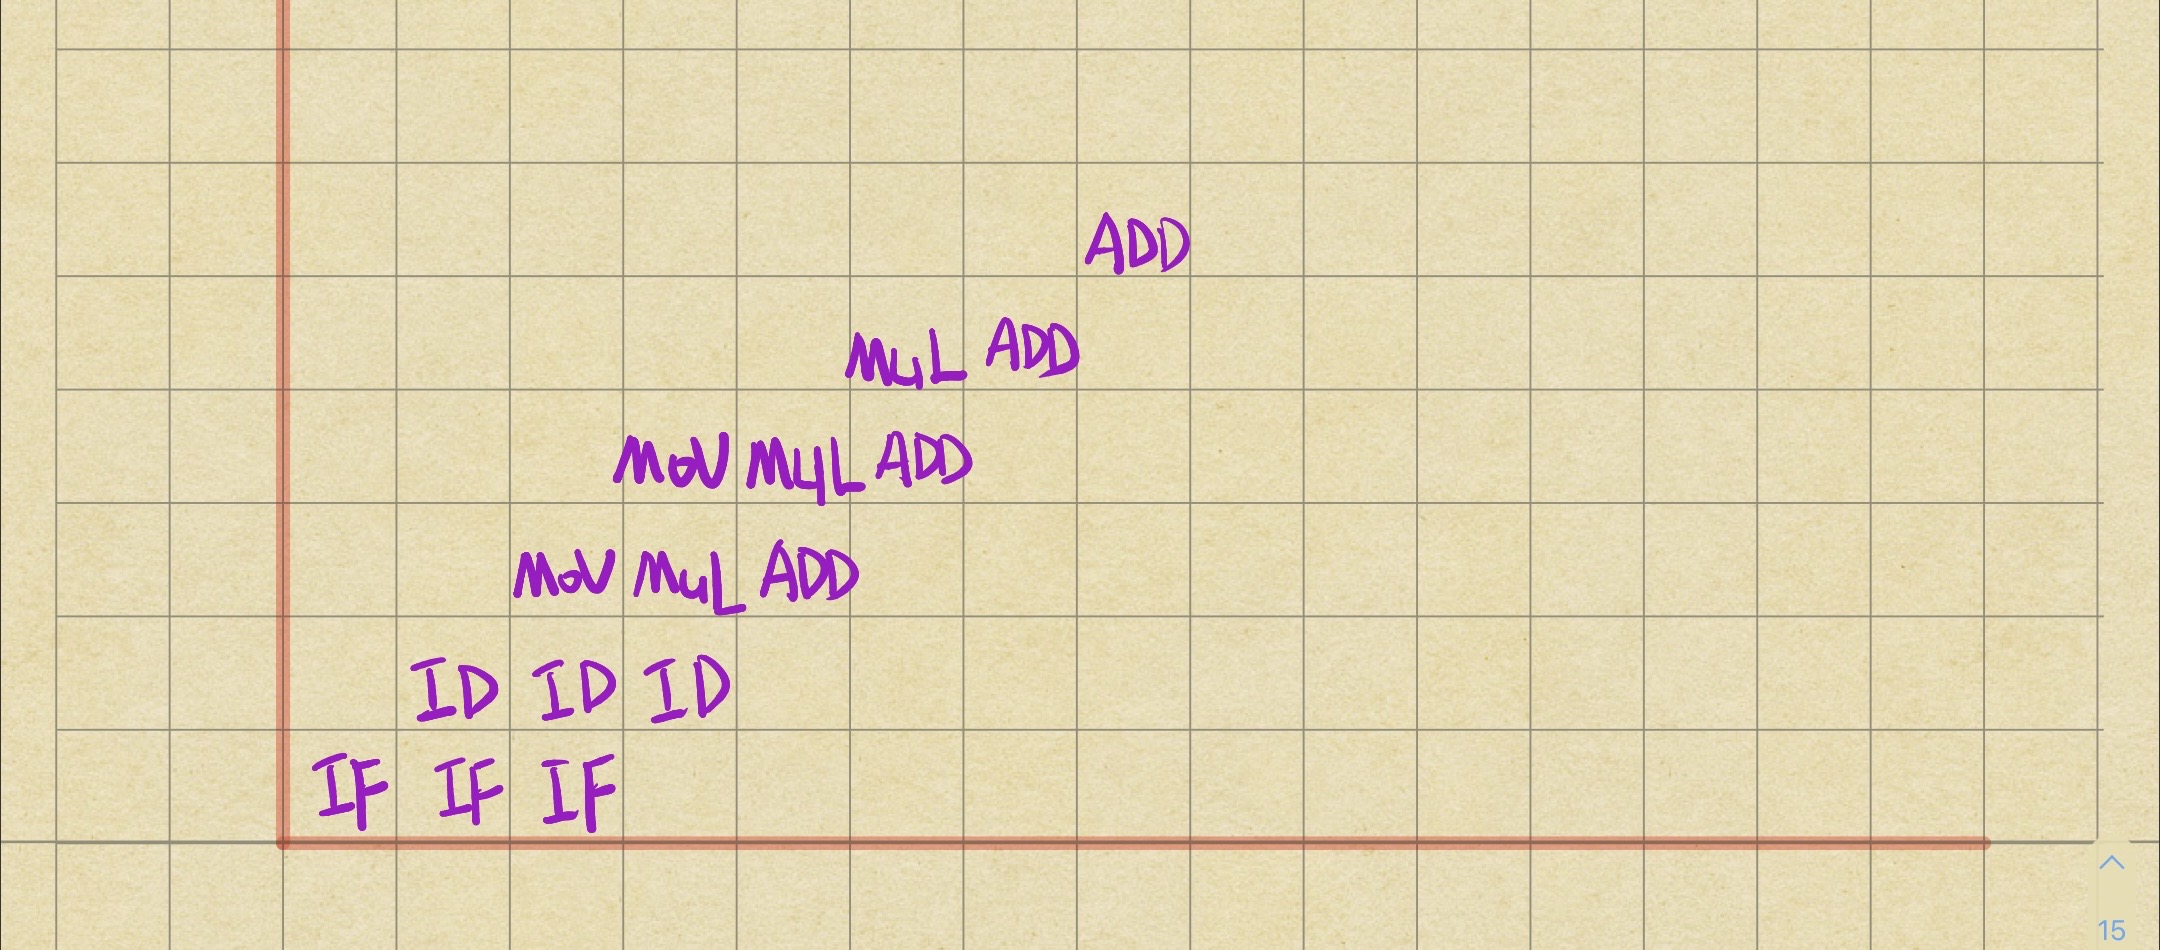 ADD
MUL ADD
MOV MUL ADD
MOV MUL ADD
ID ID ID
IF IF IF
15